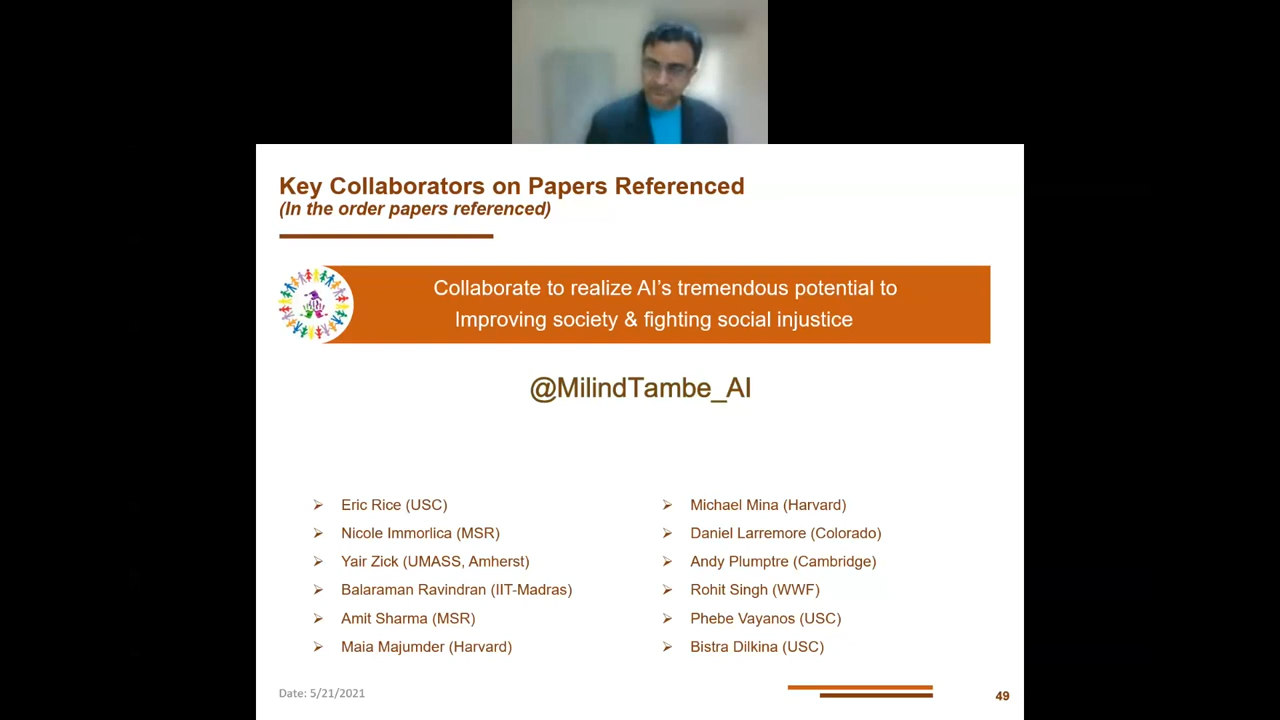 Key Collaborators on Papers Referenced
(In the order papers referenced)
Collaborate to realize AI's tremendous potential to
Improving society & fighting social injustice
@MilindTambe_AI
➢ Eric Rice (USC)
➢ Nicole Immorlica (MSR)
➢ Yair Zick (UMASS, Amherst)
➢ Balaraman Ravindran (IIT-Madras)
➢ Amit Sharma (MSR)
➢ Maia Majumder (Harvard)
➢ Michael Mina (Harvard)
➢ Daniel Larremore (Colorado)
➢ Andy Plumptre (Cambridge)
➢ Rohit Singh (WWF)
➢ Phebe Vayanos (USC)
➢ Bistra Dilkina (USC)
Date: 5/21/2021
49